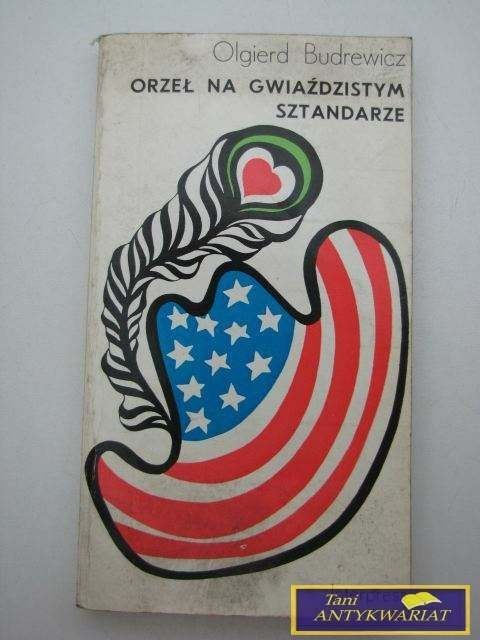 Olgierd Budrewicz
ORZEŁ NA GWIAŹDZISTYM
SZTANDARZE
Tani
ANTYKWARIAT